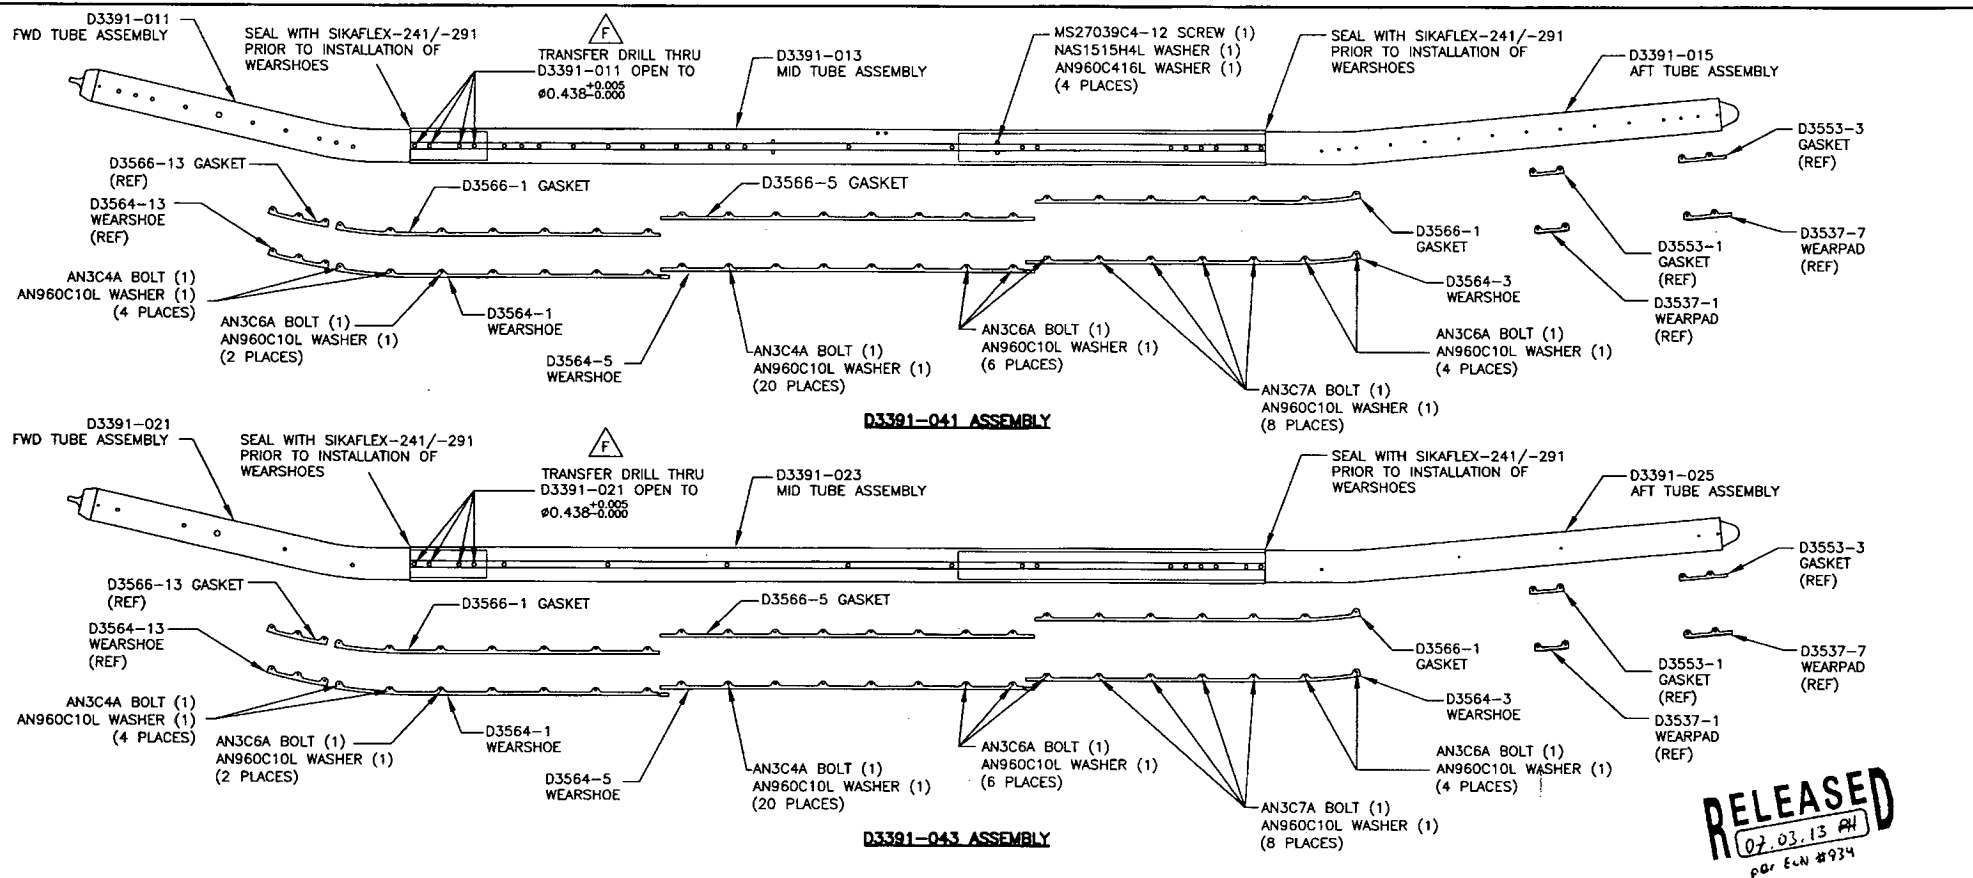 D3391-011
FWD TUBE ASSEMBLY
SEAL WITH SIKAFLEX-241/-291
PRIOR TO INSTALLATION OF
WEARSHOES
F
TRANSFER DRILL THRU
D3391-011 OPEN TO
ø0.438+0.005-0.000
D3391-013
MID TUBE ASSEMBLY
MS27039C4-12 SCREW (1)
NAS1515H4L WASHER (1)
AN960C416L WASHER (1)
(4 PLACES)
SEAL WITH SIKAFLEX-241/-291
PRIOR TO INSTALLATION OF
WEARSHOES
D3391-015
AFT TUBE ASSEMBLY
D3553-3
GASKET
(REF)
D3566-13 GASKET
(REF)
D3566-1 GASKET
D3566-5 GASKET
D3564-13
WEARSHOE
(REF)
D3566-1
GASKET
D3553-1
GASKET
(REF)
D3537-7
WEARPAD
(REF)
AN3C4A BOLT (1)
AN960C10L WASHER (1)
(4 PLACES)
AN3C6A BOLT (1)
AN960C10L WASHER (1)
(2 PLACES)
D3564-1
WEARSHOE
D3564-5
WEARSHOE
AN3C4A BOLT (1)
AN960C10L WASHER (1)
(20 PLACES)
AN3C6A BOLT (1)
AN960C10L WASHER (1)
(6 PLACES)
D3564-3
WEARSHOE
D3537-1
WEARPAD
(REF)
AN3C6A BOLT (1)
AN960C10L WASHER (1)
(4 PLACES)
AN3C7A BOLT (1)
AN960C10L WASHER (1)
(8 PLACES)
D3391-041 ASSEMBLY
D3391-021
FWD TUBE ASSEMBLY
SEAL WITH SIKAFLEX-241/-291
PRIOR TO INSTALLATION OF
WEARSHOES
F
TRANSFER DRILL THRU
D3391-021 OPEN TO
ø0.438+0.005-0.000
D3391-023
MID TUBE ASSEMBLY
SEAL WITH SIKAFLEX-241/-291
PRIOR TO INSTALLATION OF
WEARSHOES
D3391-025
AFT TUBE ASSEMBLY
D3553-3
GASKET
(REF)
D3566-13 GASKET
(REF)
D3566-1 GASKET
D3566-5 GASKET
D3564-13
WEARSHOE
(REF)
D3566-1
GASKET
D3553-1
GASKET
(REF)
D3537-7
WEARPAD
(REF)
AN3C4A BOLT (1)
AN960C10L WASHER (1)
(4 PLACES)
AN3C6A BOLT (1)
AN960C10L WASHER (1)
(2 PLACES)
D3564-1
WEARSHOE
D3564-5
WEARSHOE
AN3C4A BOLT (1)
AN960C10L WASHER (1)
(20 PLACES)
AN3C6A BOLT (1)
AN960C10L WASHER (1)
(6 PLACES)
D3564-3
WEARSHOE
D3537-1
WEARPAD
(REF)
AN3C6A BOLT (1)
AN960C10L WASHER (1)
(4 PLACES)
AN3C7A BOLT (1)
AN960C10L WASHER (1)
(8 PLACES)
D3391-043 ASSEMBLY
RELEASED
07.03.13
per ECN #934